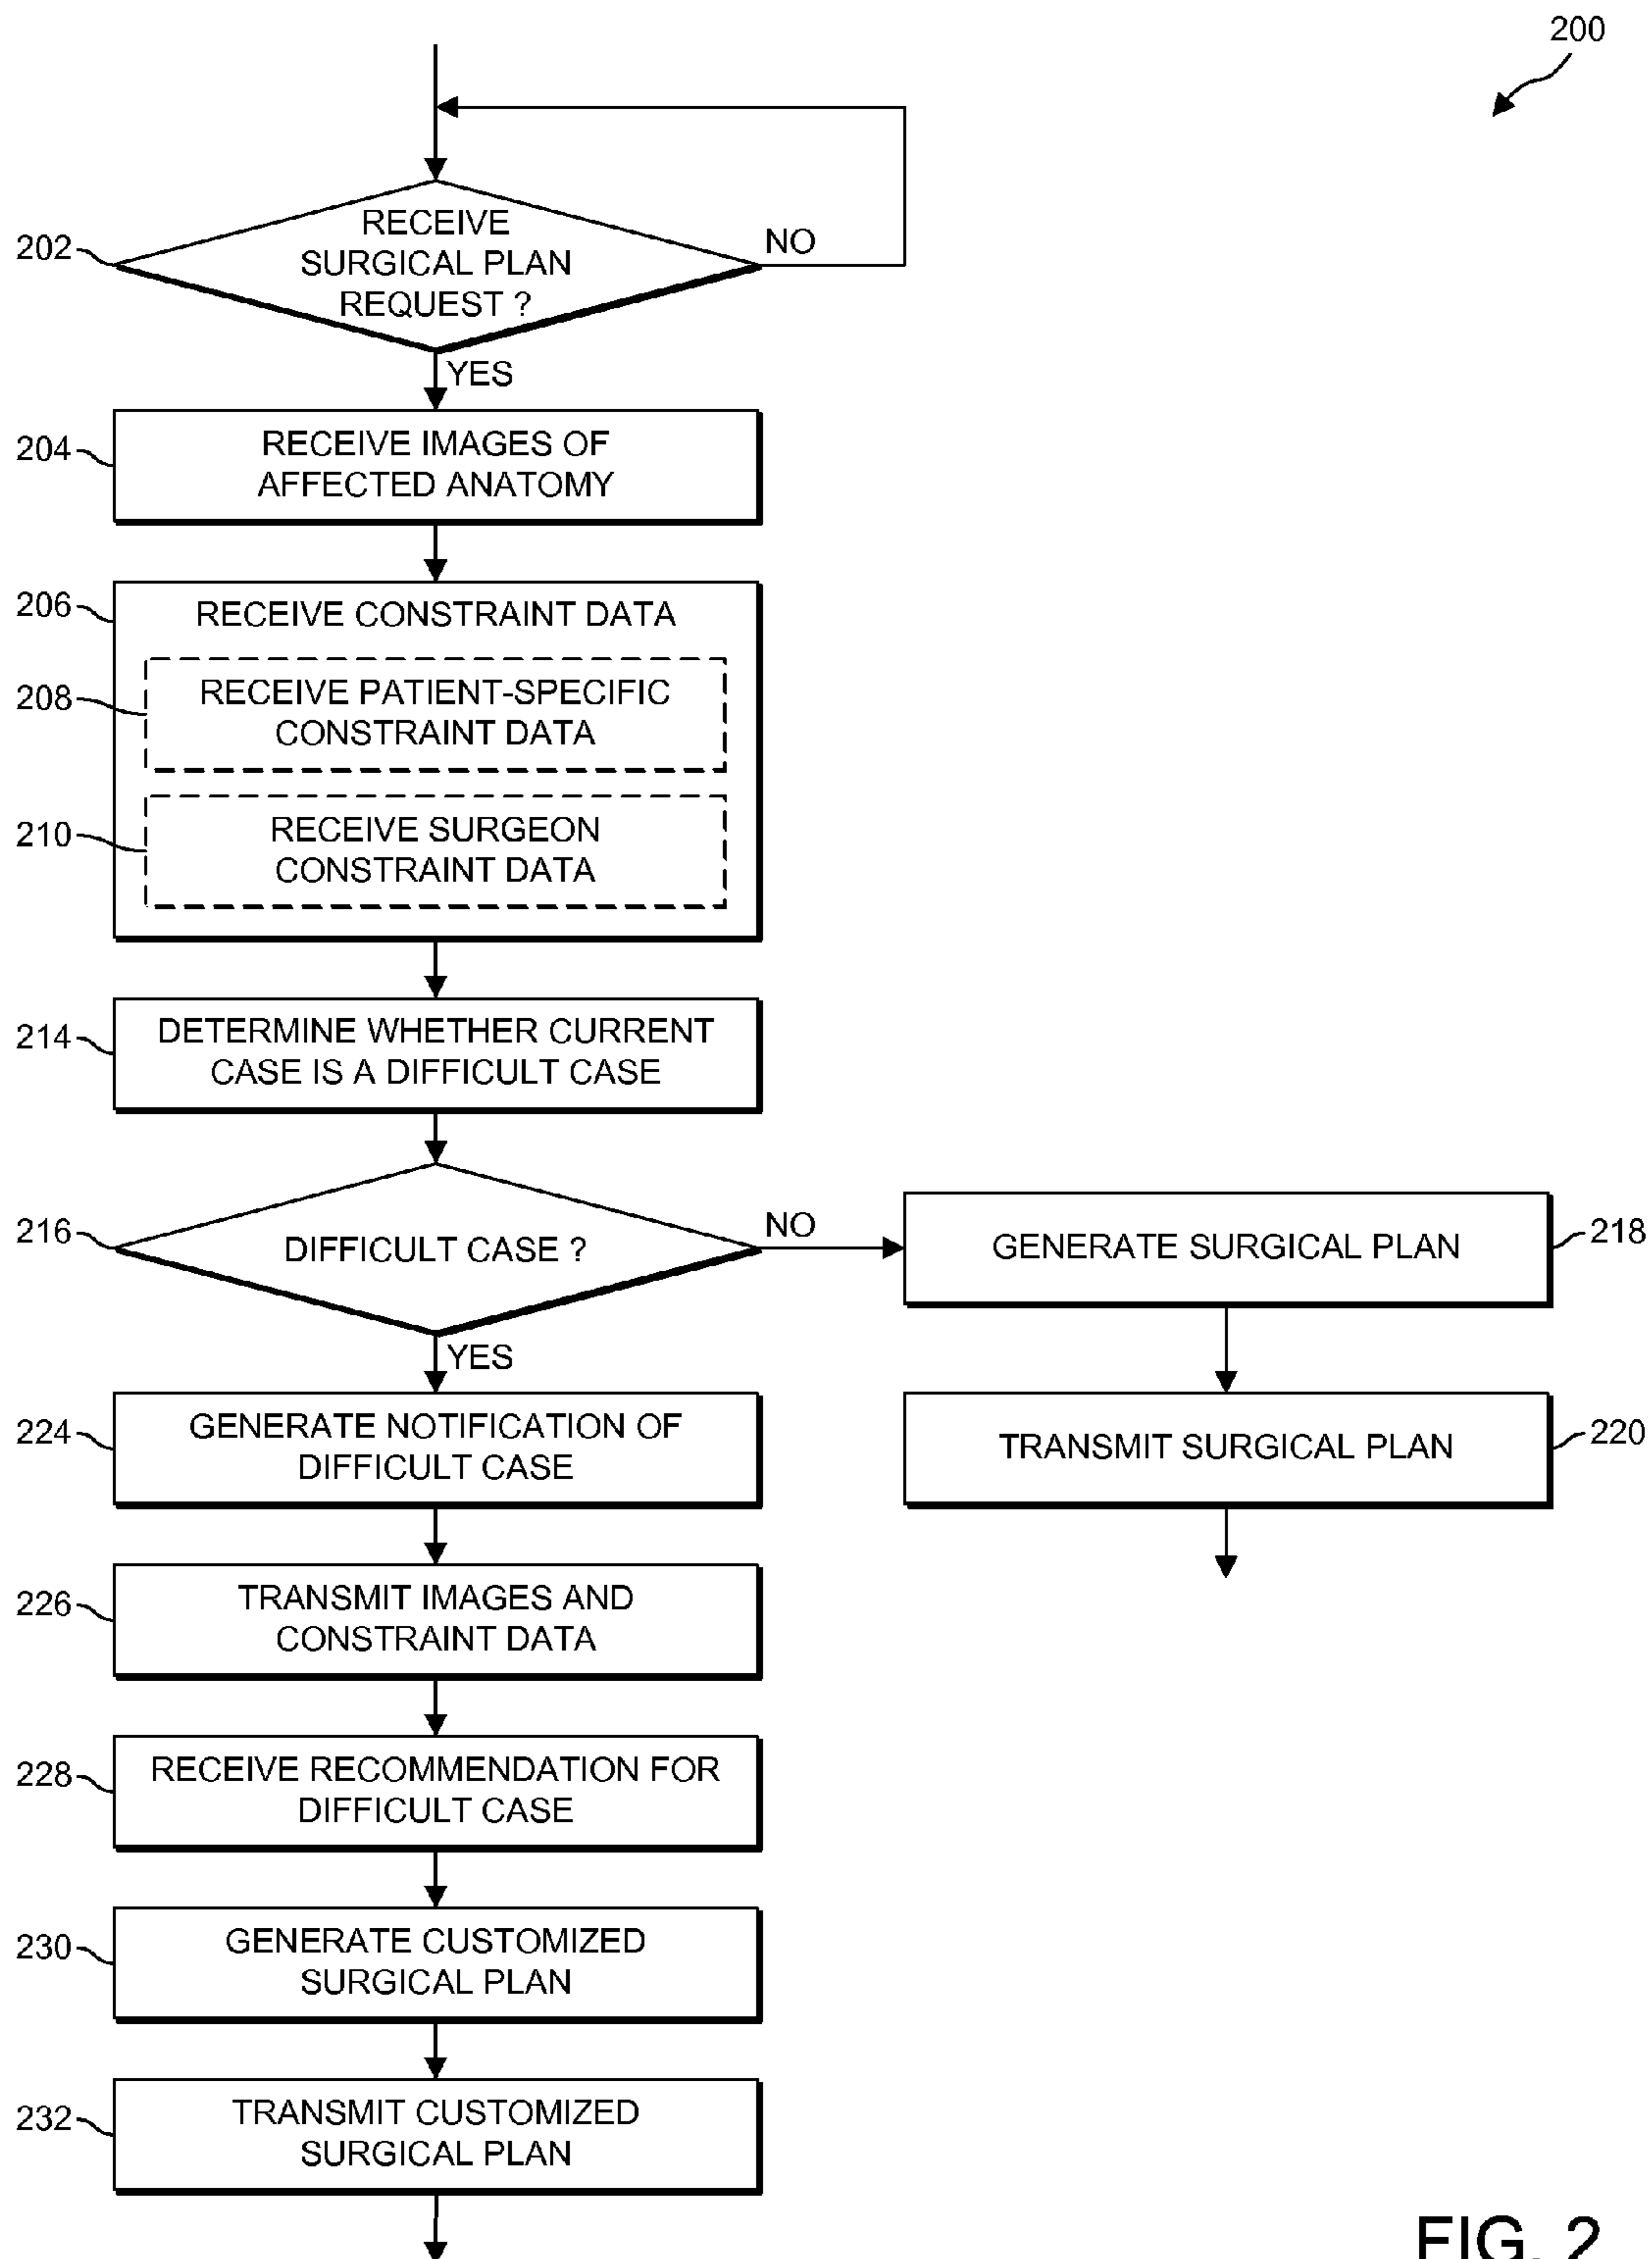 200
202
RECEIVE
SURGICAL PLAN
REQUEST ?
NO
YES
204
RECEIVE IMAGES OF
AFFECTED ANATOMY
206
RECEIVE CONSTRAINT DATA
208
RECEIVE PATIENT-SPECIFIC
CONSTRAINT DATA
210
RECEIVE SURGEON
CONSTRAINT DATA
214
DETERMINE WHETHER CURRENT
CASE IS A DIFFICULT CASE
216
DIFFICULT CASE ?
NO
GENERATE SURGICAL PLAN
218
YES
224
GENERATE NOTIFICATION OF
DIFFICULT CASE
TRANSMIT SURGICAL PLAN
220
226
TRANSMIT IMAGES AND
CONSTRAINT DATA
228
RECEIVE RECOMMENDATION FOR
DIFFICULT CASE
230
GENERATE CUSTOMIZED
SURGICAL PLAN
232
TRANSMIT CUSTOMIZED
SURGICAL PLAN
FIG. 2